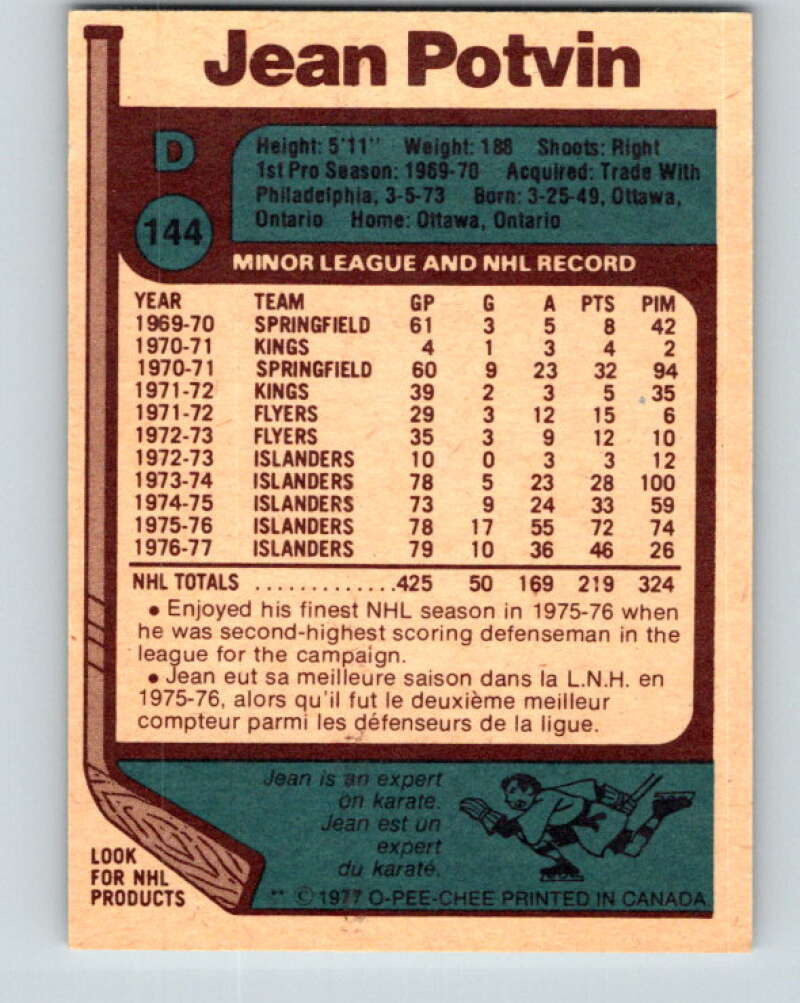 Jean Potvin
D
144
Height: 5'11" Weight: 188 Shoots: Right
1st Pro Season: 1969-70 Acquired: Trade With
Philadelphia, 3-5-73 Born: 3-25-49, Ottawa,
Ontario Home: Ottawa, Ontario
MINOR LEAGUE AND NHL RECORD
YEAR TEAM GP G A PTS PIM
1969-70 SPRINGFIELD 61 3 5 8 42
1970-71 KINGS 4 1 3 4 2
1970-71 SPRINGFIELD 60 9 23 32 94
1971-72 KINGS 39 2 3 5 35
1971-72 FLYERS 29 3 12 15 6
1972-73 FLYERS 35 3 9 12 10
1972-73 ISLANDERS 10 0 3 3 12
1973-74 ISLANDERS 78 5 23 28 100
1974-75 ISLANDERS 73 9 24 33 59
1975-76 ISLANDERS 78 17 55 72 74
1976-77 ISLANDERS 79 10 36 46 26
NHL TOTALS .............425 50 169 219 324
• Enjoyed his finest NHL season in 1975-76 when
he was second-highest scoring defenseman in the
league for the campaign.
• Jean eut sa meilleure saison dans la L.N.H. en
1975-76, alors qu'il fut le deuxième meilleur
compteur parmi les défenseurs de la ligue.
Jean is an expert
on karate.
Jean est un
expert
du karaté.
LOOK
FOR NHL
PRODUCTS
** © 1977 O-PEE-CHEE PRINTED IN CANADA